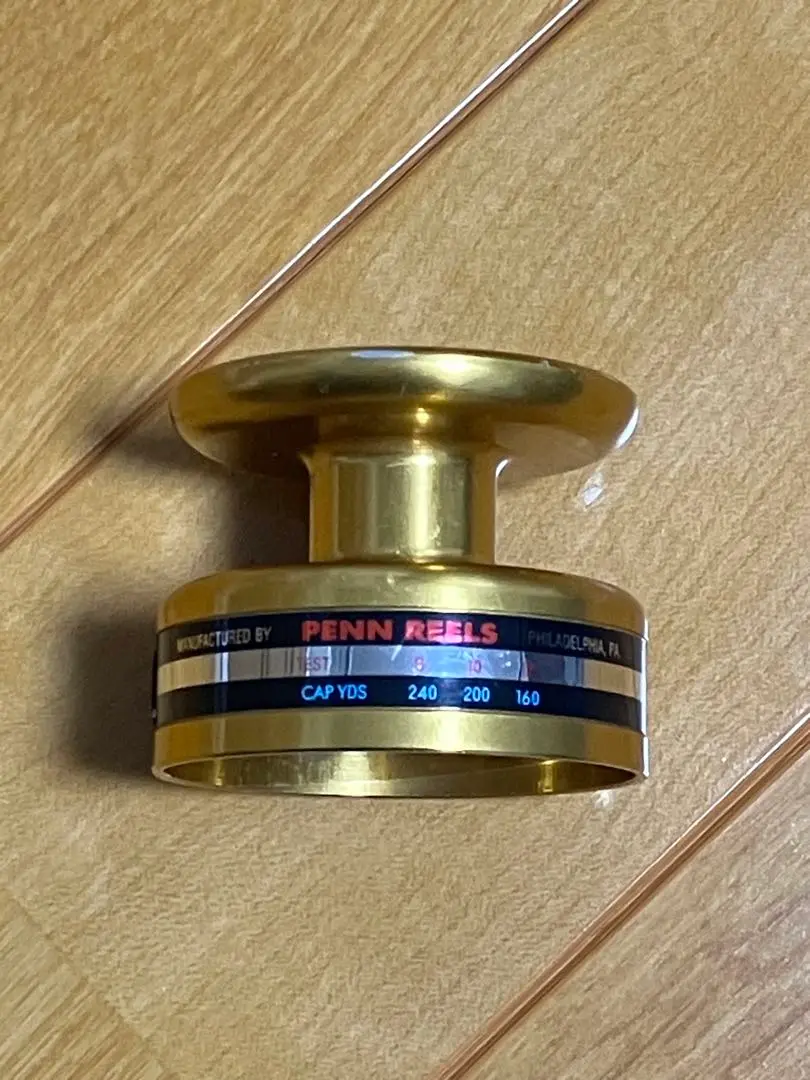 MANUFACTURED BY PENN REELS PHILADELPHIA, PA.
TEST 8 10
CAP YDS 240 200 160